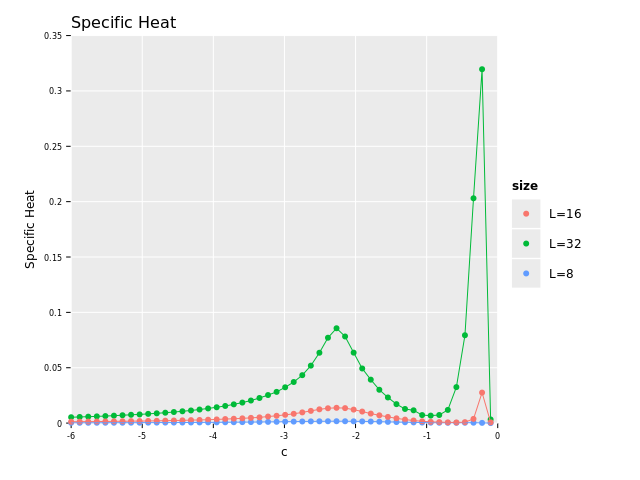 Specific Heat
0.35
0.3
0.25
0.2
0.15
0.1
0.05
0
Specific Heat
-6 -5 -4 -3 -2 -1 0
c
size
L=16
L=32
L=8